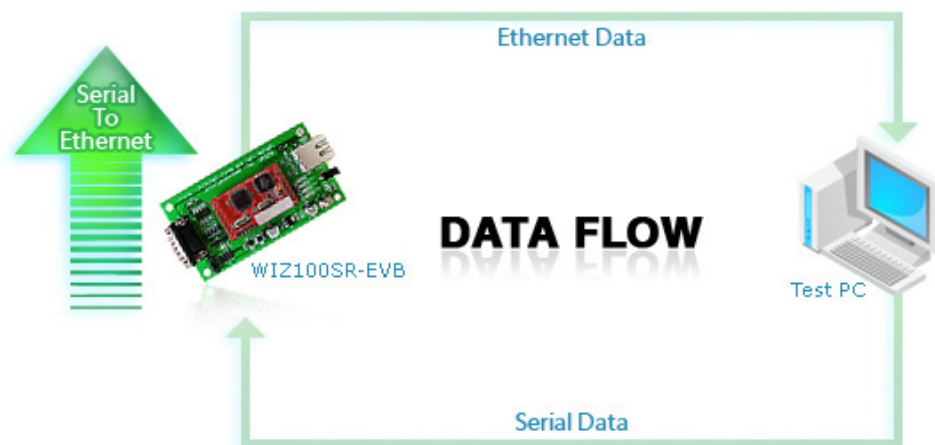 Ethernet Data
Serial
To
Ethernet
DATA FLOW
WIZ100SR-EVB
Test PC
Serial Data